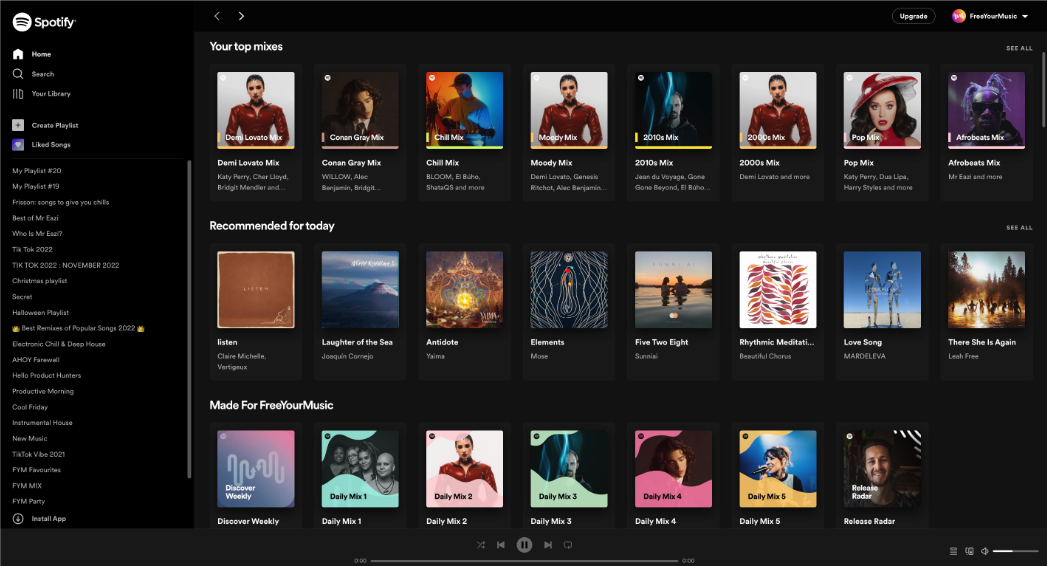 Spotify
Upgrade
FreeYourMusic
Home
Search
Your Library
Create Playlist
Liked Songs
My Playlist #20
My Playlist #19
Frisson: songs to give you chills
Best of Mr Eazi
Who Is Mr Eazi?
Tik Tok 2022
TIK TOK 2022 : NOVEMBER 2022
Christmas playlist
Secret
Halloween Playlist
👑 Best Remixes of Popular Songs 2022 👑
Electronic Chill & Deep House
AHOY Farewell
Hello Product Hunters
Productive Morning
Cool Friday
Instrumental House
New Music
TikTok Vibe 2021
FYM Favourites
FYM MIX
FYM Party
Install App
Your top mixes
SEE ALL
Demi Lovato Mix
Demi Lovato Mix
Katy Perry, Cher Lloyd,
Bridgit Mendler and...
Conan Gray Mix
Conan Gray Mix
WILLOW, Alec
Benjamin, Bridgit...
Chill Mix
Chill Mix
BLOOM, El Búho,
ShataQS and more
Moody Mix
Moody Mix
Demi Lovato, Genesis
Ritchot, Alec Benjamin...
2010s Mix
2010s Mix
Jean du Voyage, Gone
Gone Beyond, El Búho...
2000s Mix
2000s Mix
Demi Lovato and more
Pop Mix
Pop Mix
Katy Perry, Dua Lipa,
Harry Styles and more
Afrobeats Mix
Afrobeats Mix
Mr Eazi and more
Recommended for today
SEE ALL
LISTEN
listen
Claire Michelle,
Vertigeux
Laughter of the Sea
Joaquín Cornejo
YAIMA
Antidote
Yaima
Elements
Mose
SUNNIAI
Five Two Eight
Sunniai
rhythmic meditation
beautiful chorus
Rhythmic Meditati...
Beautiful Chorus
Love Song
MARDELEVA
There She Is Again
Leah Free
Made For FreeYourMusic
Discover
Weekly
Discover Weekly
Daily Mix 1
Daily Mix 1
Daily Mix 2
Daily Mix 2
Daily Mix 3
Daily Mix 3
Daily Mix 4
Daily Mix 4
Daily Mix 5
Daily Mix 5
Release
Radar
Release Radar
0:00
0:00